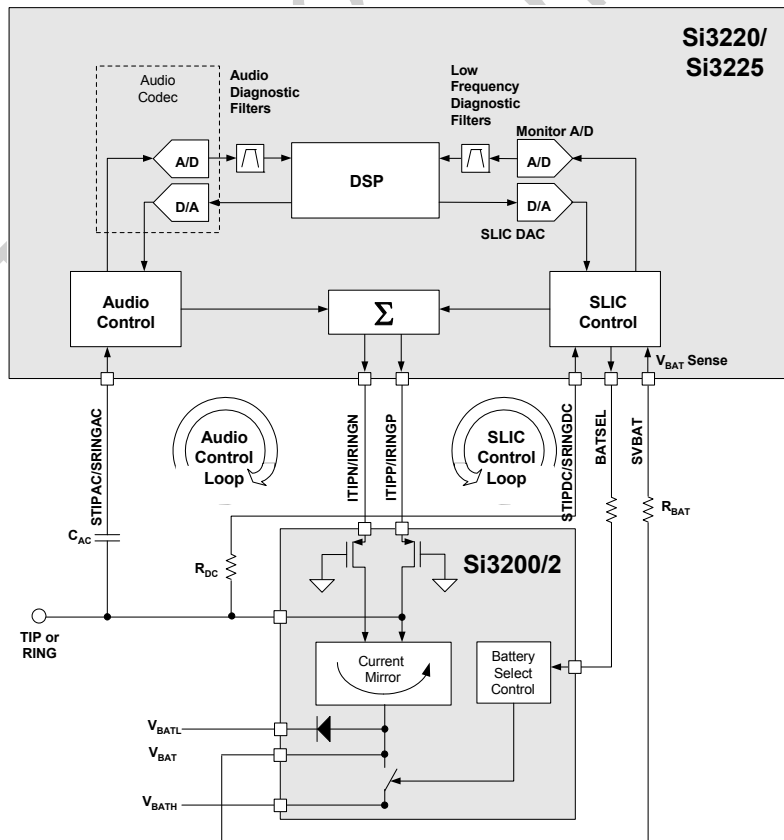 Si3220/
Si3225
Audio
Codec
Audio
Diagnostic
Filters
Low
Frequency
Diagnostic
Filters
Monitor A/D
A/D
DSP
A/D
D/A
D/A
SLIC DAC
Audio
Control
Σ
SLIC
Control
VBAT Sense
STIPAC/SRINGAC
Audio
Control
Loop
ITIPN/IRINGN
ITIPP/IRINGP
SLIC
Control
Loop
STIPDC/SRINGDC
BATSEL
SVBAT
CAC
RDC
RBAT
Si3200/2
TIP or
RING
Current
Mirror
Battery
Select
Control
VBATL
VBAT
VBATH